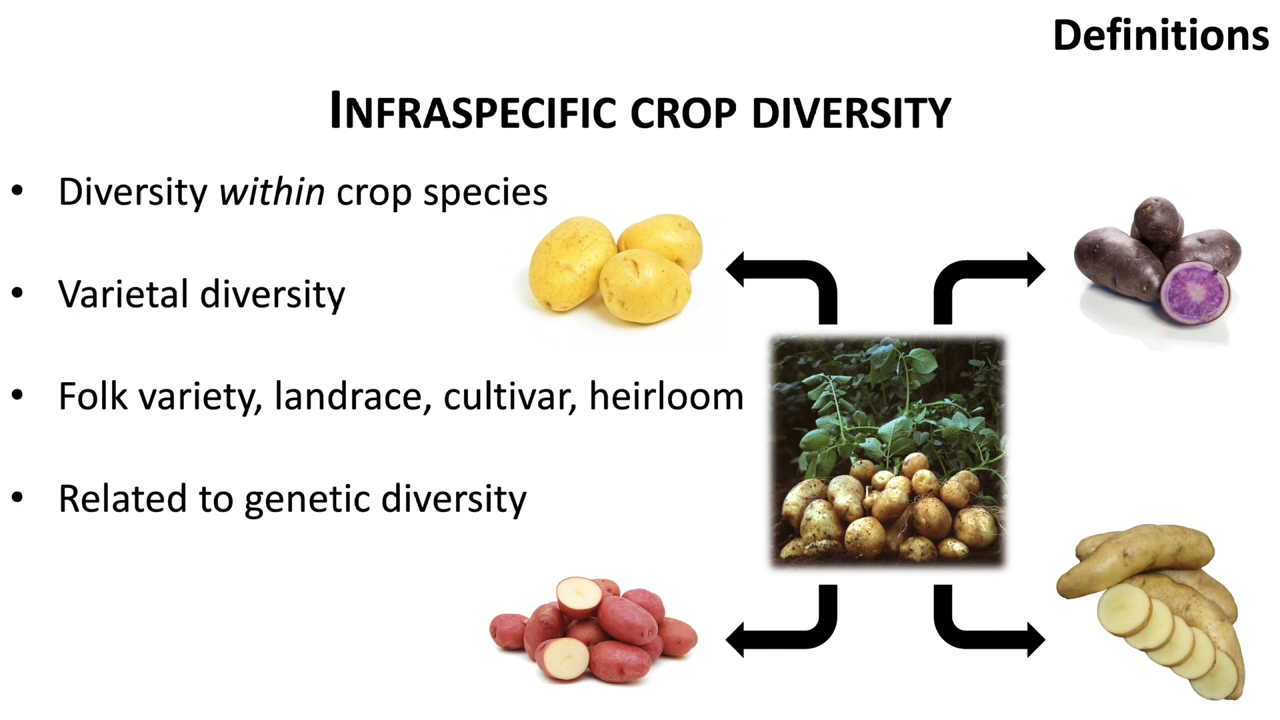 Definitions
INFRASPECIFIC CROP DIVERSITY
• Diversity within crop species
• Varietal diversity
• Folk variety, landrace, cultivar, heirloom
• Related to genetic diversity